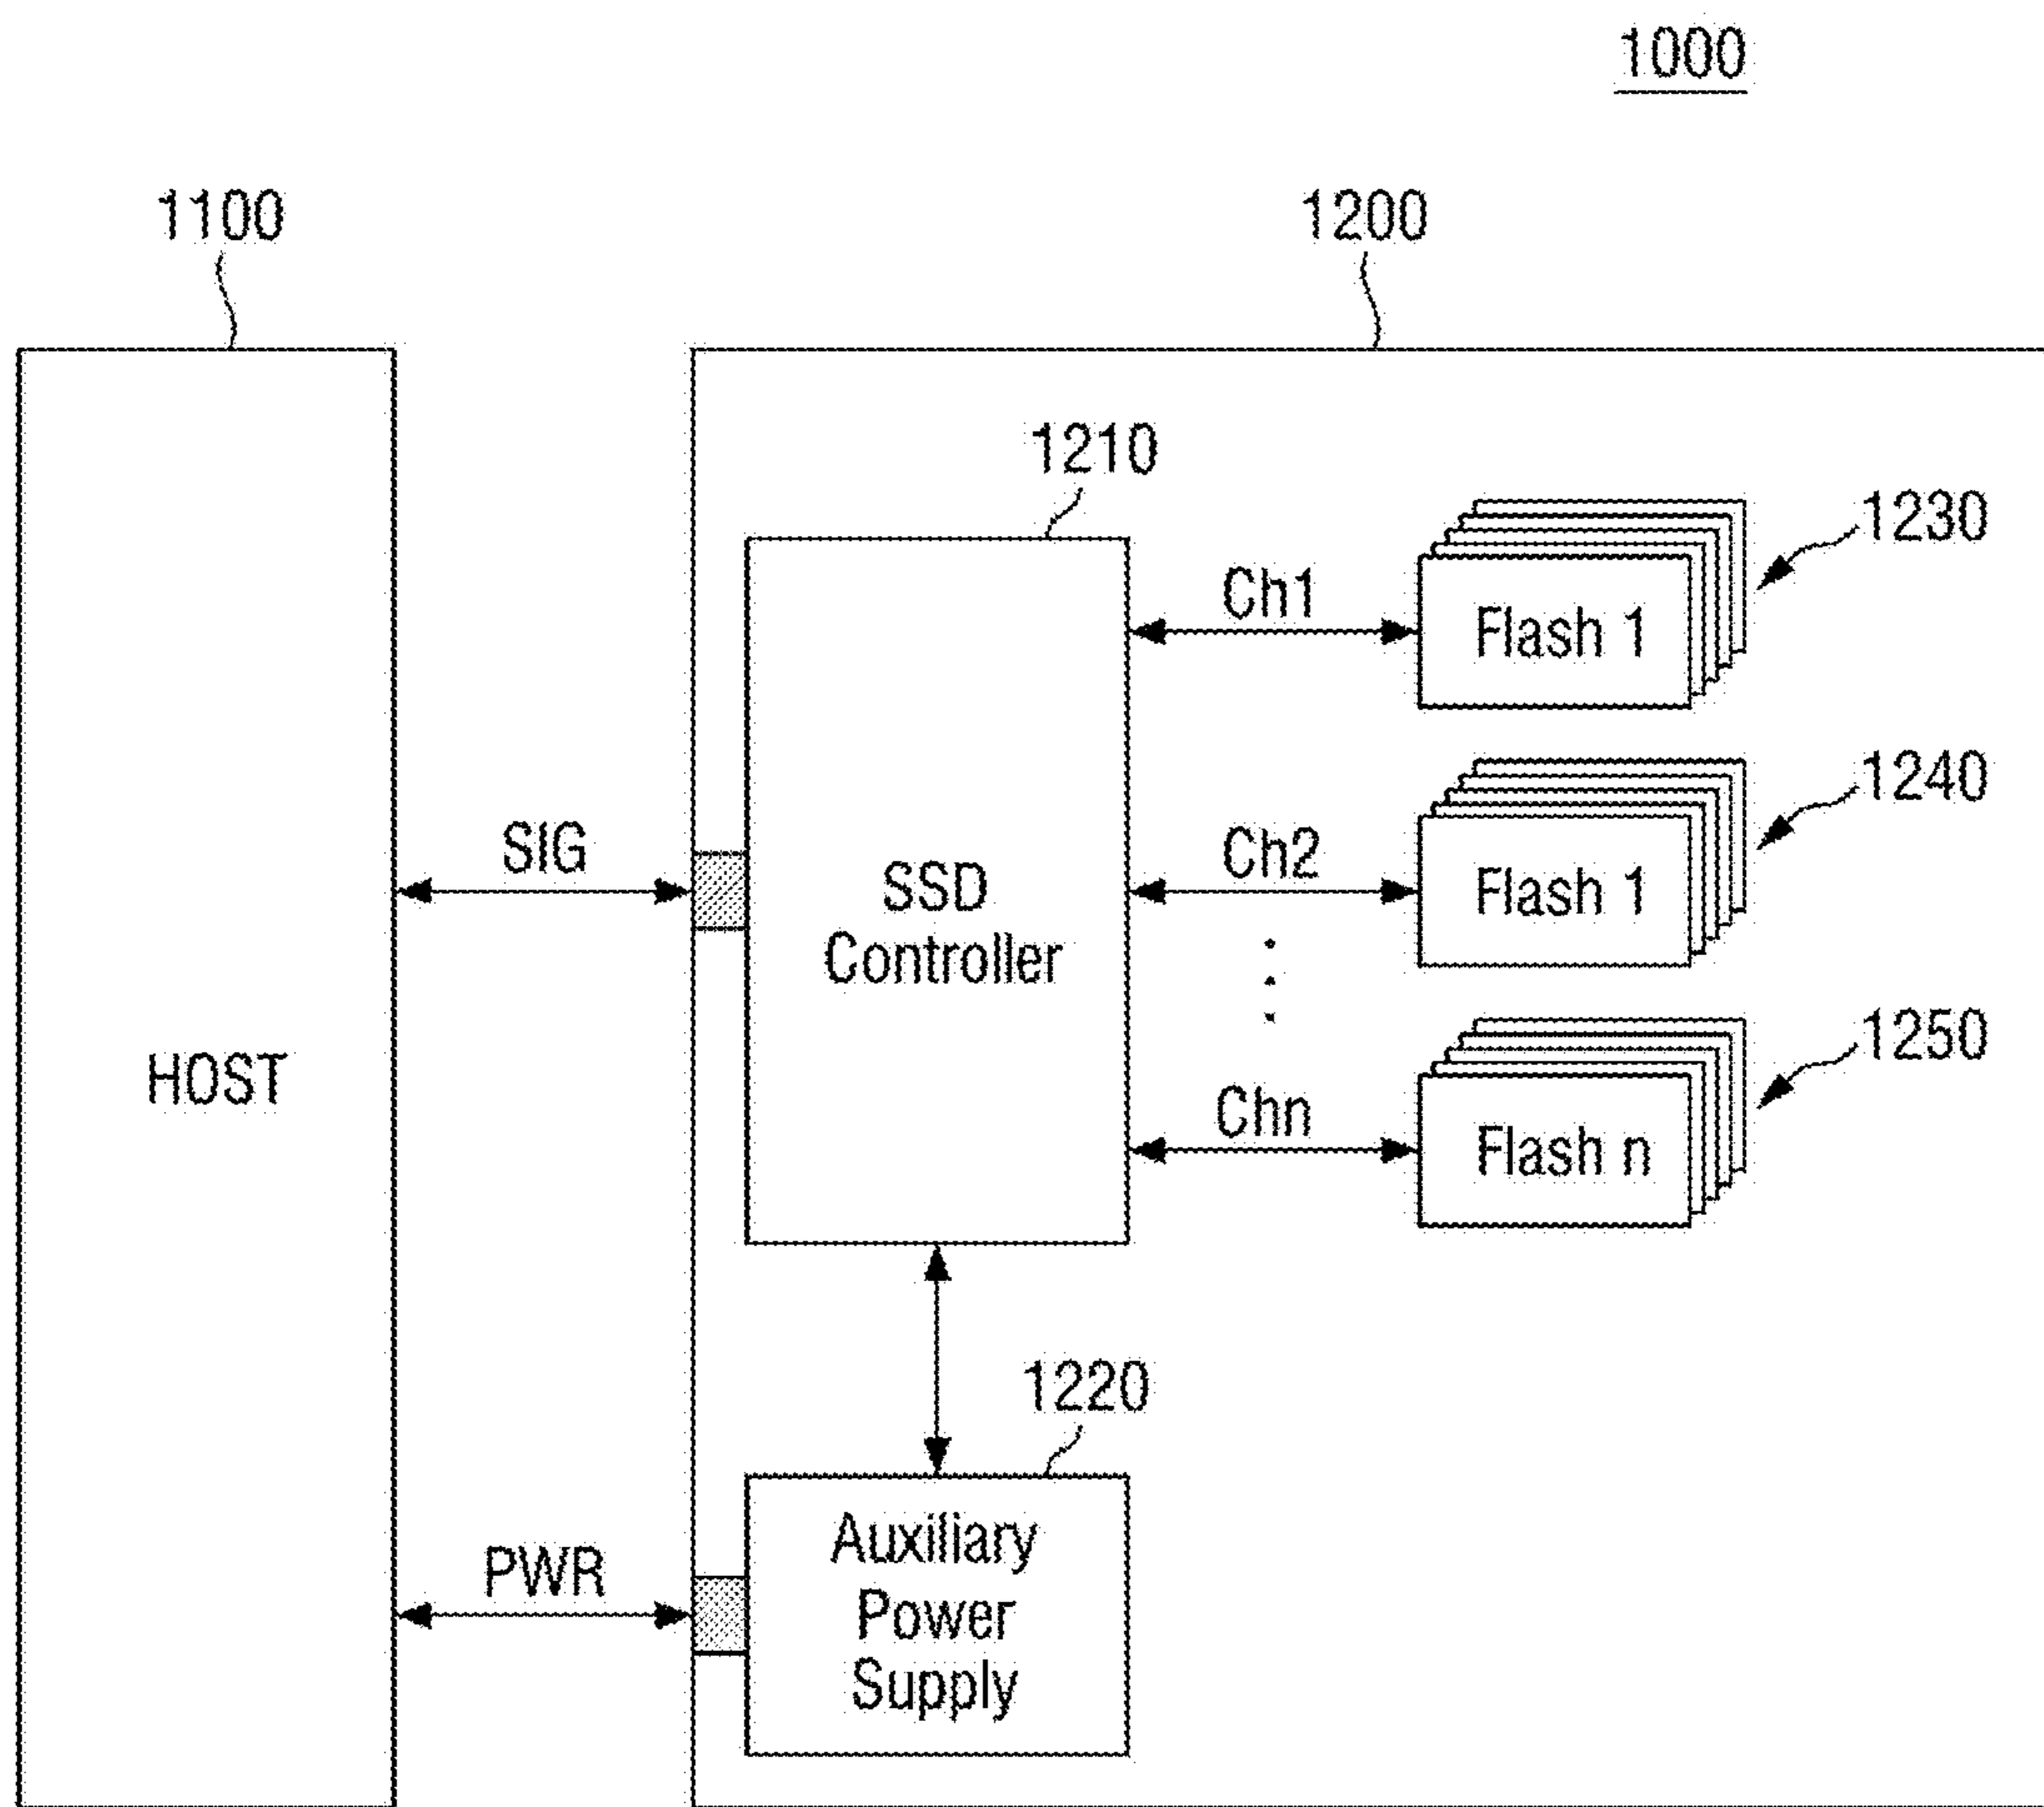 1000
1100
1200
1210
1230
Ch1
Flash 1
1240
SIG
SSD
Controller
Ch2
Flash 1
1250
HOST
Chn
Flash n
1220
PWR
Auxiliary
Power
Supply